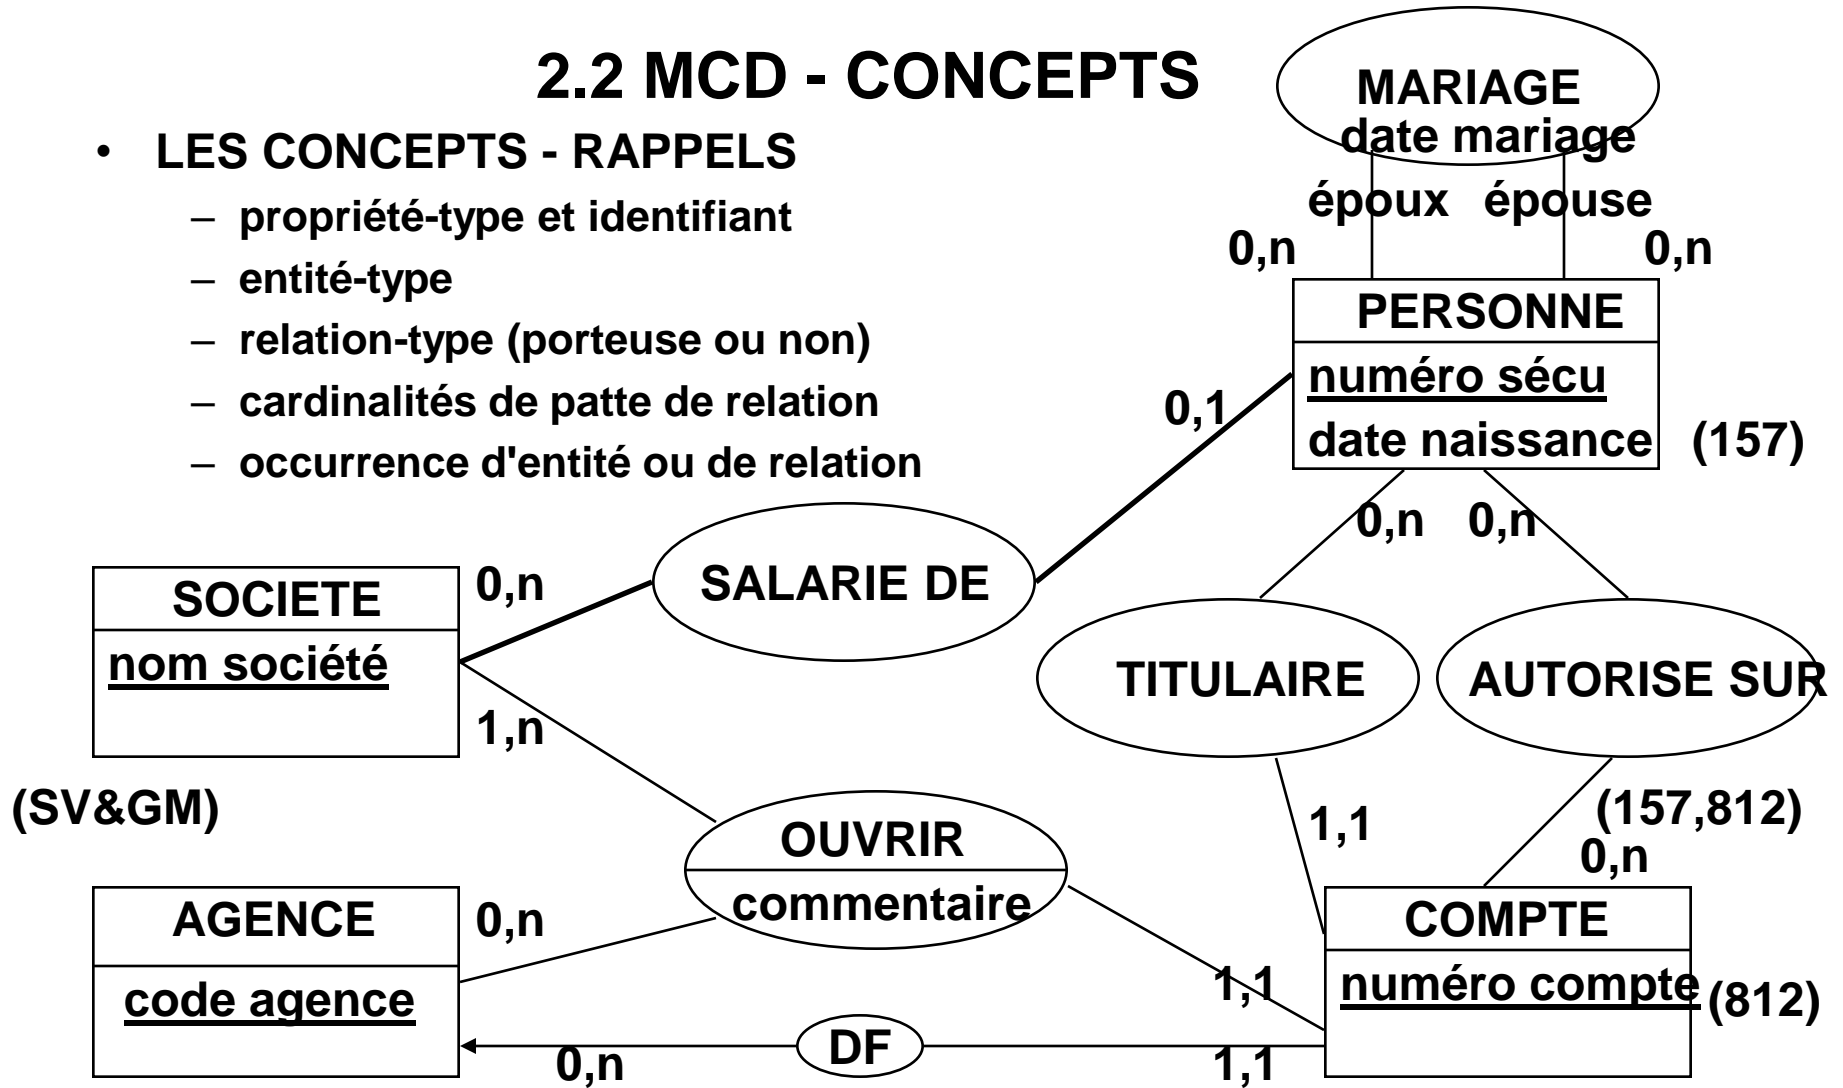 2.2 MCD - CONCEPTS
• LES CONCEPTS - RAPPELS
– propriété-type et identifiant
– entité-type
– relation-type (porteuse ou non)
– cardinalités de patte de relation
– occurrence d'entité ou de relation
MARIAGE
date mariage
époux épouse
0,n 0,n
PERSONNE
numéro sécu
date naissance (157)
0,1
0,n 0,n
SALARIE DE
0,n
SOCIETE
nom société
1,n
(SV&GM)
TITULAIRE AUTORISE SUR
1,1
(157,812)
0,n
OUVRIR
commentaire
AGENCE
code agence
0,n
1,1
COMPTE
numéro compte (812)
DF
0,n 1,1